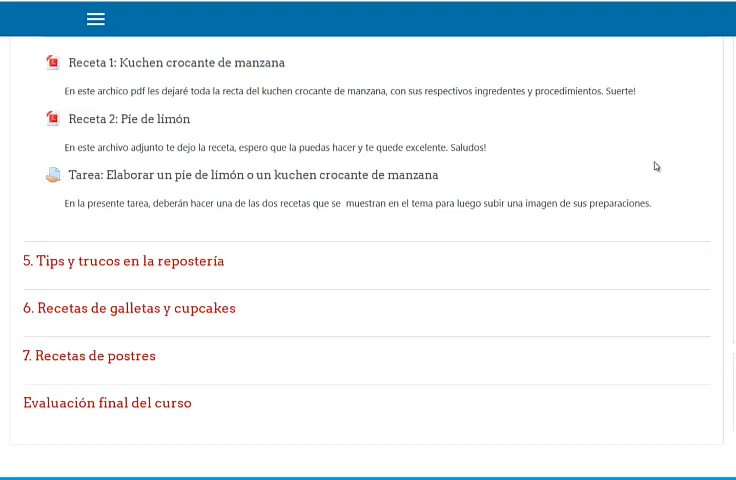 Receta 1: Kuchen crocante de manzana
En este archico pdf les dejaré toda la recta del kuchen crocante de manzana, con sus respectivos ingredentes y procedimientos. Suerte!
Receta 2: Pie de limón
En este archivo adjunto te dejo la receta, espero que la puedas hacer y te quede excelente. Saludos!
Tarea: Elaborar un pie de limón o un kuchen crocante de manzana
En la presente tarea, deberán hacer una de las dos recetas que se muestran en el tema para luego subir una imagen de sus preparaciones.
5. Tips y trucos en la repostería
6. Recetas de galletas y cupcakes
7. Recetas de postres
Evaluación final del curso